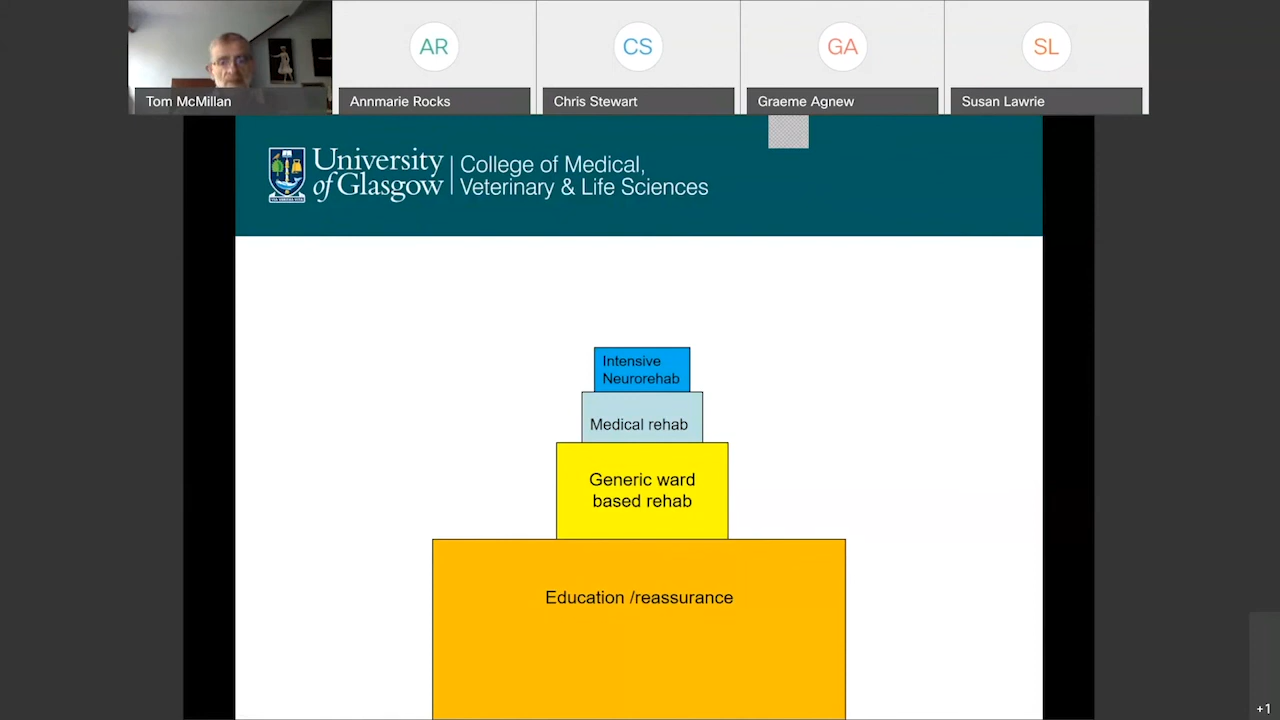 AR
CS
GA
SL
Tom McMillan
Annmarie Rocks
Chris Stewart
Graeme Agnew
Susan Lawrie
University
of Glasgow
College of Medical,
Veterinary & Life Sciences
Intensive
Neurorehab
Medical rehab
Generic ward
based rehab
Education /reassurance
+1